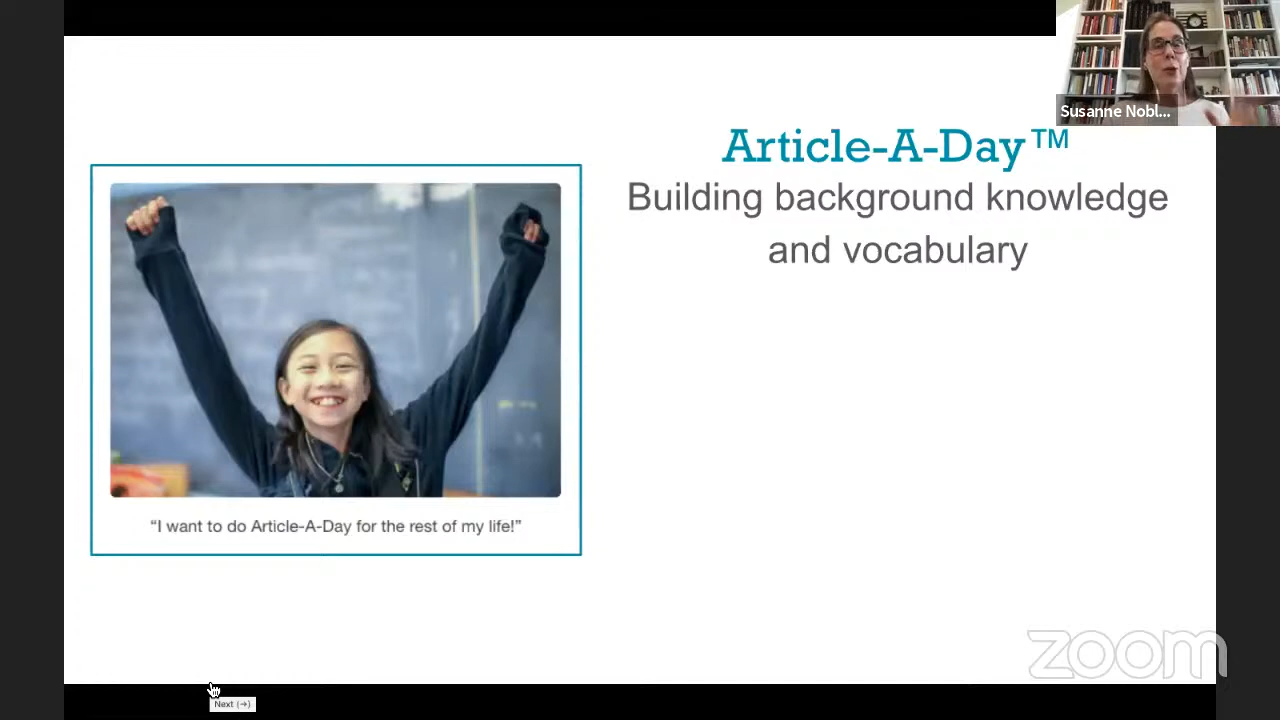 Susanne Nobl...
Article-A-Day™
Building background knowledge
and vocabulary
“I want to do Article-A-Day for the rest of my life!”
zoom
Next (→)